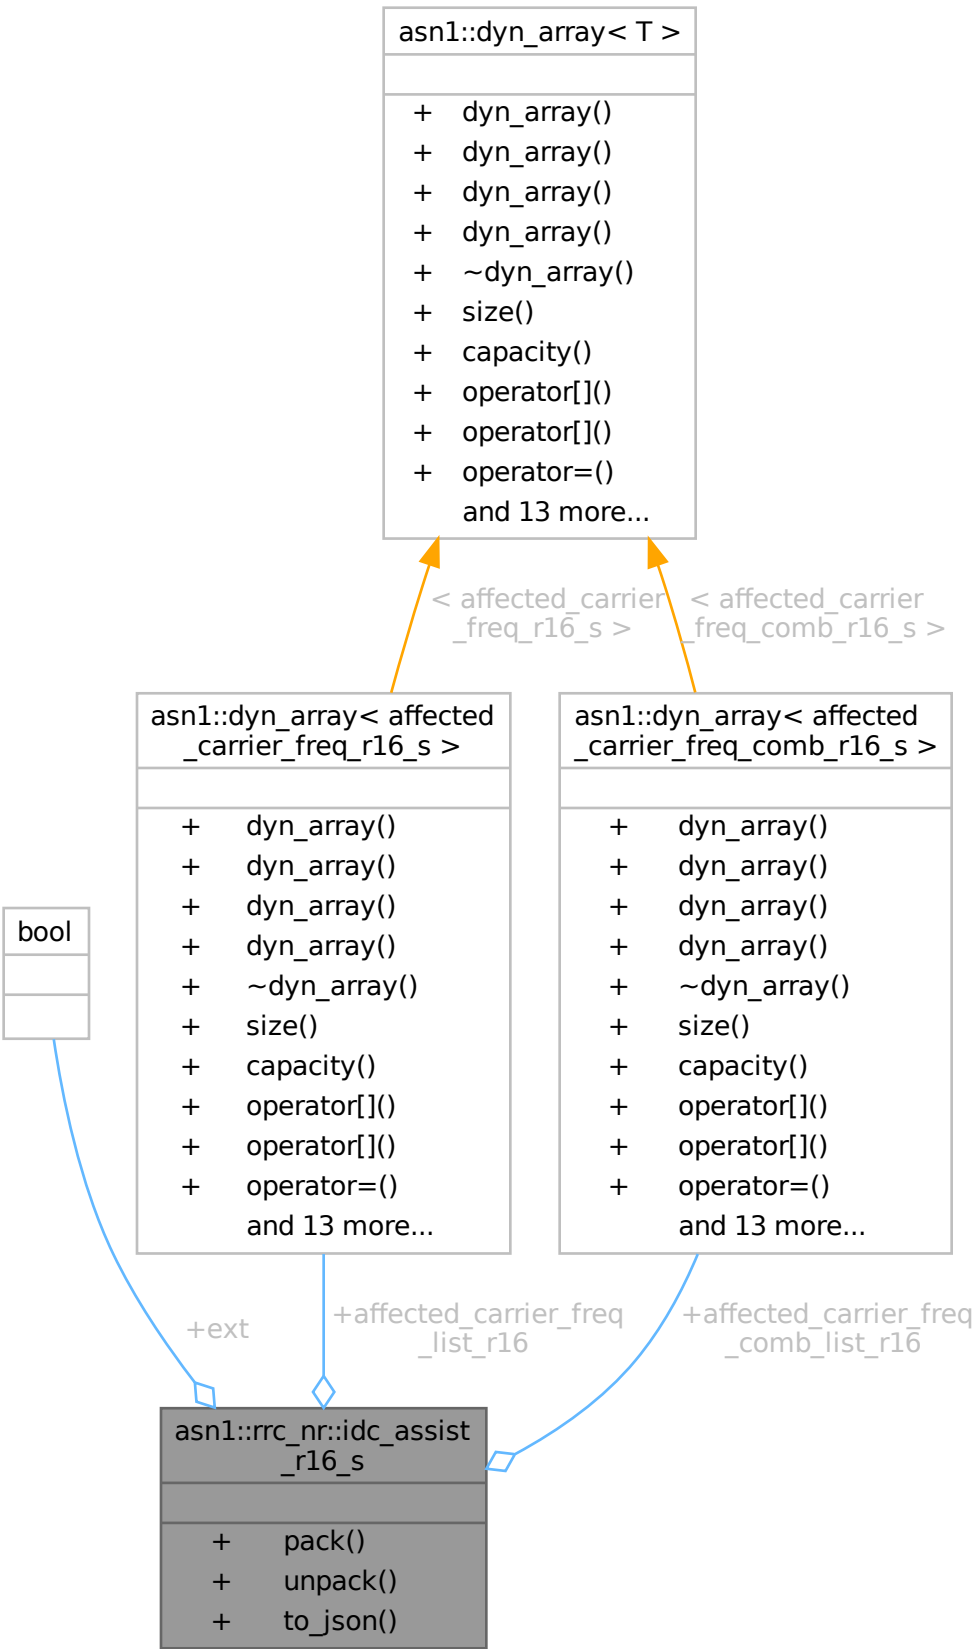 asn1::dyn_array< T >
+ dyn_array()
+ dyn_array()
+ dyn_array()
+ dyn_array()
+ ~dyn_array()
+ size()
+ capacity()
+ operator[]()
+ operator[]()
+ operator=()
and 13 more...
< affected_carrier
_freq_r16_s >
< affected_carrier
_freq_comb_r16_s >
asn1::dyn_array< affected
_carrier_freq_r16_s >
+ dyn_array()
+ dyn_array()
+ dyn_array()
+ dyn_array()
+ ~dyn_array()
+ size()
+ capacity()
+ operator[]()
+ operator[]()
+ operator=()
and 13 more...
asn1::dyn_array< affected
_carrier_freq_comb_r16_s >
+ dyn_array()
+ dyn_array()
+ dyn_array()
+ dyn_array()
+ ~dyn_array()
+ size()
+ capacity()
+ operator[]()
+ operator[]()
+ operator=()
and 13 more...
bool
+ext
+affected_carrier_freq
_list_r16
+affected_carrier_freq
_comb_list_r16
asn1::rrc_nr::idc_assist
_r16_s
+ pack()
+ unpack()
+ to_json()